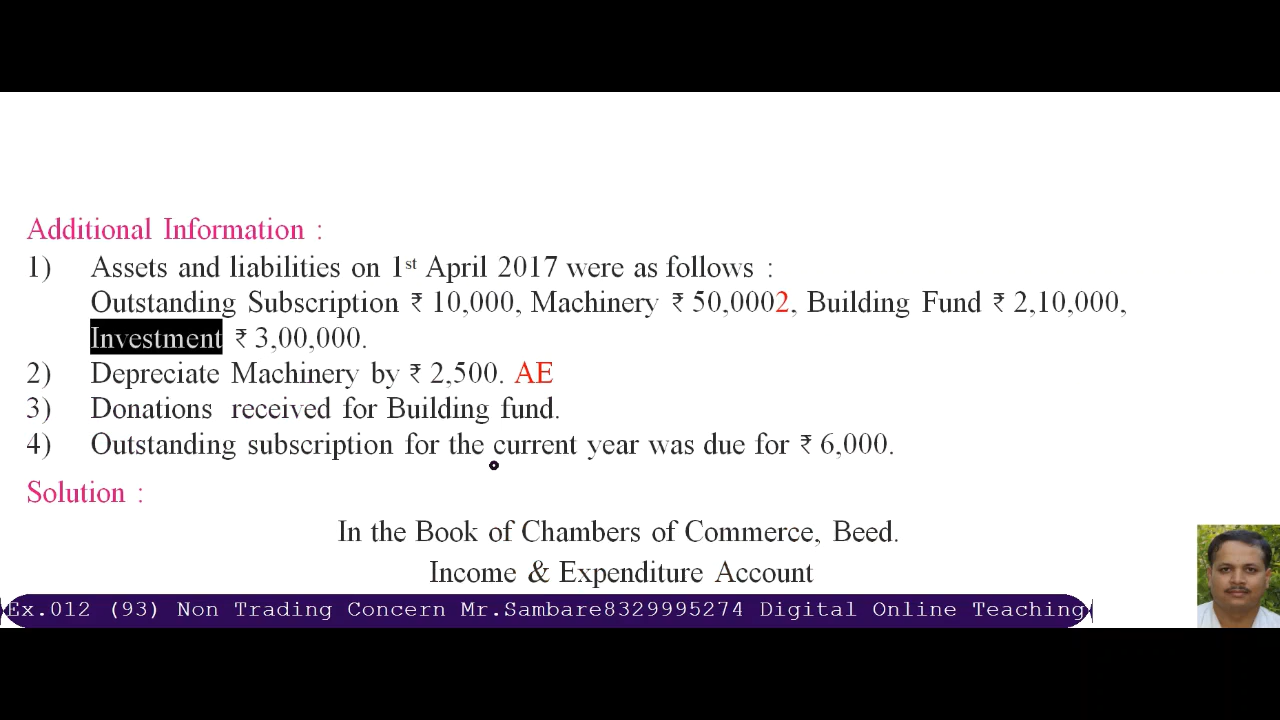 Additional Information :
1) Assets and liabilities on 1st April 2017 were as follows :
Outstanding Subscription ₹ 10,000, Machinery ₹ 50,0002, Building Fund ₹ 2,10,000,
Investment ₹ 3,00,000.
2) Depreciate Machinery by ₹ 2,500. AE
3) Donations received for Building fund.
4) Outstanding subscription for the current year was due for ₹ 6,000.
Solution :
In the Book of Chambers of Commerce, Beed.
Income & Expenditure Account
Ex.012 (93) Non Trading Concern Mr.Sambare8329995274 Digital Online Teaching